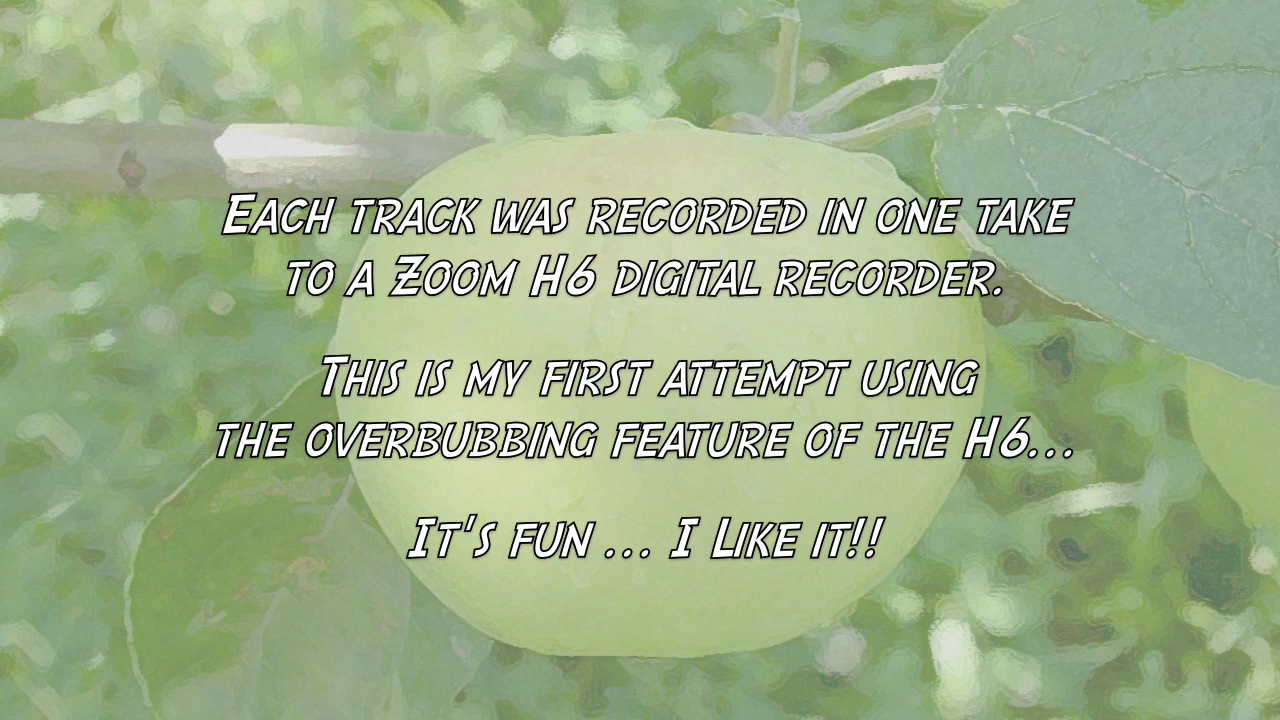 Each track was recorded in one take
to a Zoom H6 digital recorder.
This is my first attempt using
the overbubbing feature of the H6...
It's fun ... I Like it!!